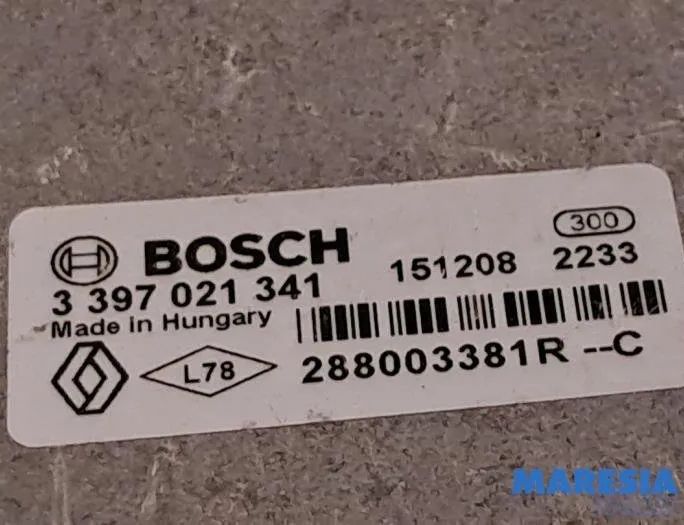 BOSCH
300
3 397 021 341
151208 2233
Made in Hungary
L78
288003381R --C
MARESIA